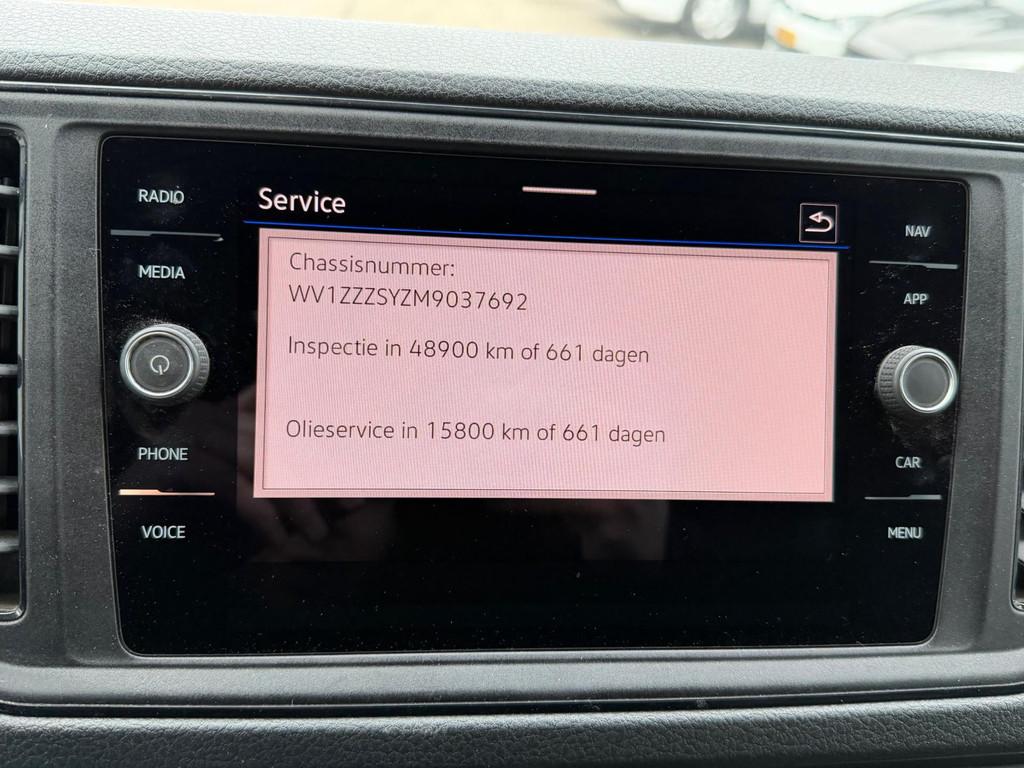 RADIO
MEDIA
PHONE
VOICE
Service
Chassisnummer:
WV1ZZZSYZM9037692
Inspectie in 48900 km of 661 dagen
Olieservice in 15800 km of 661 dagen
NAV
APP
CAR
MENU